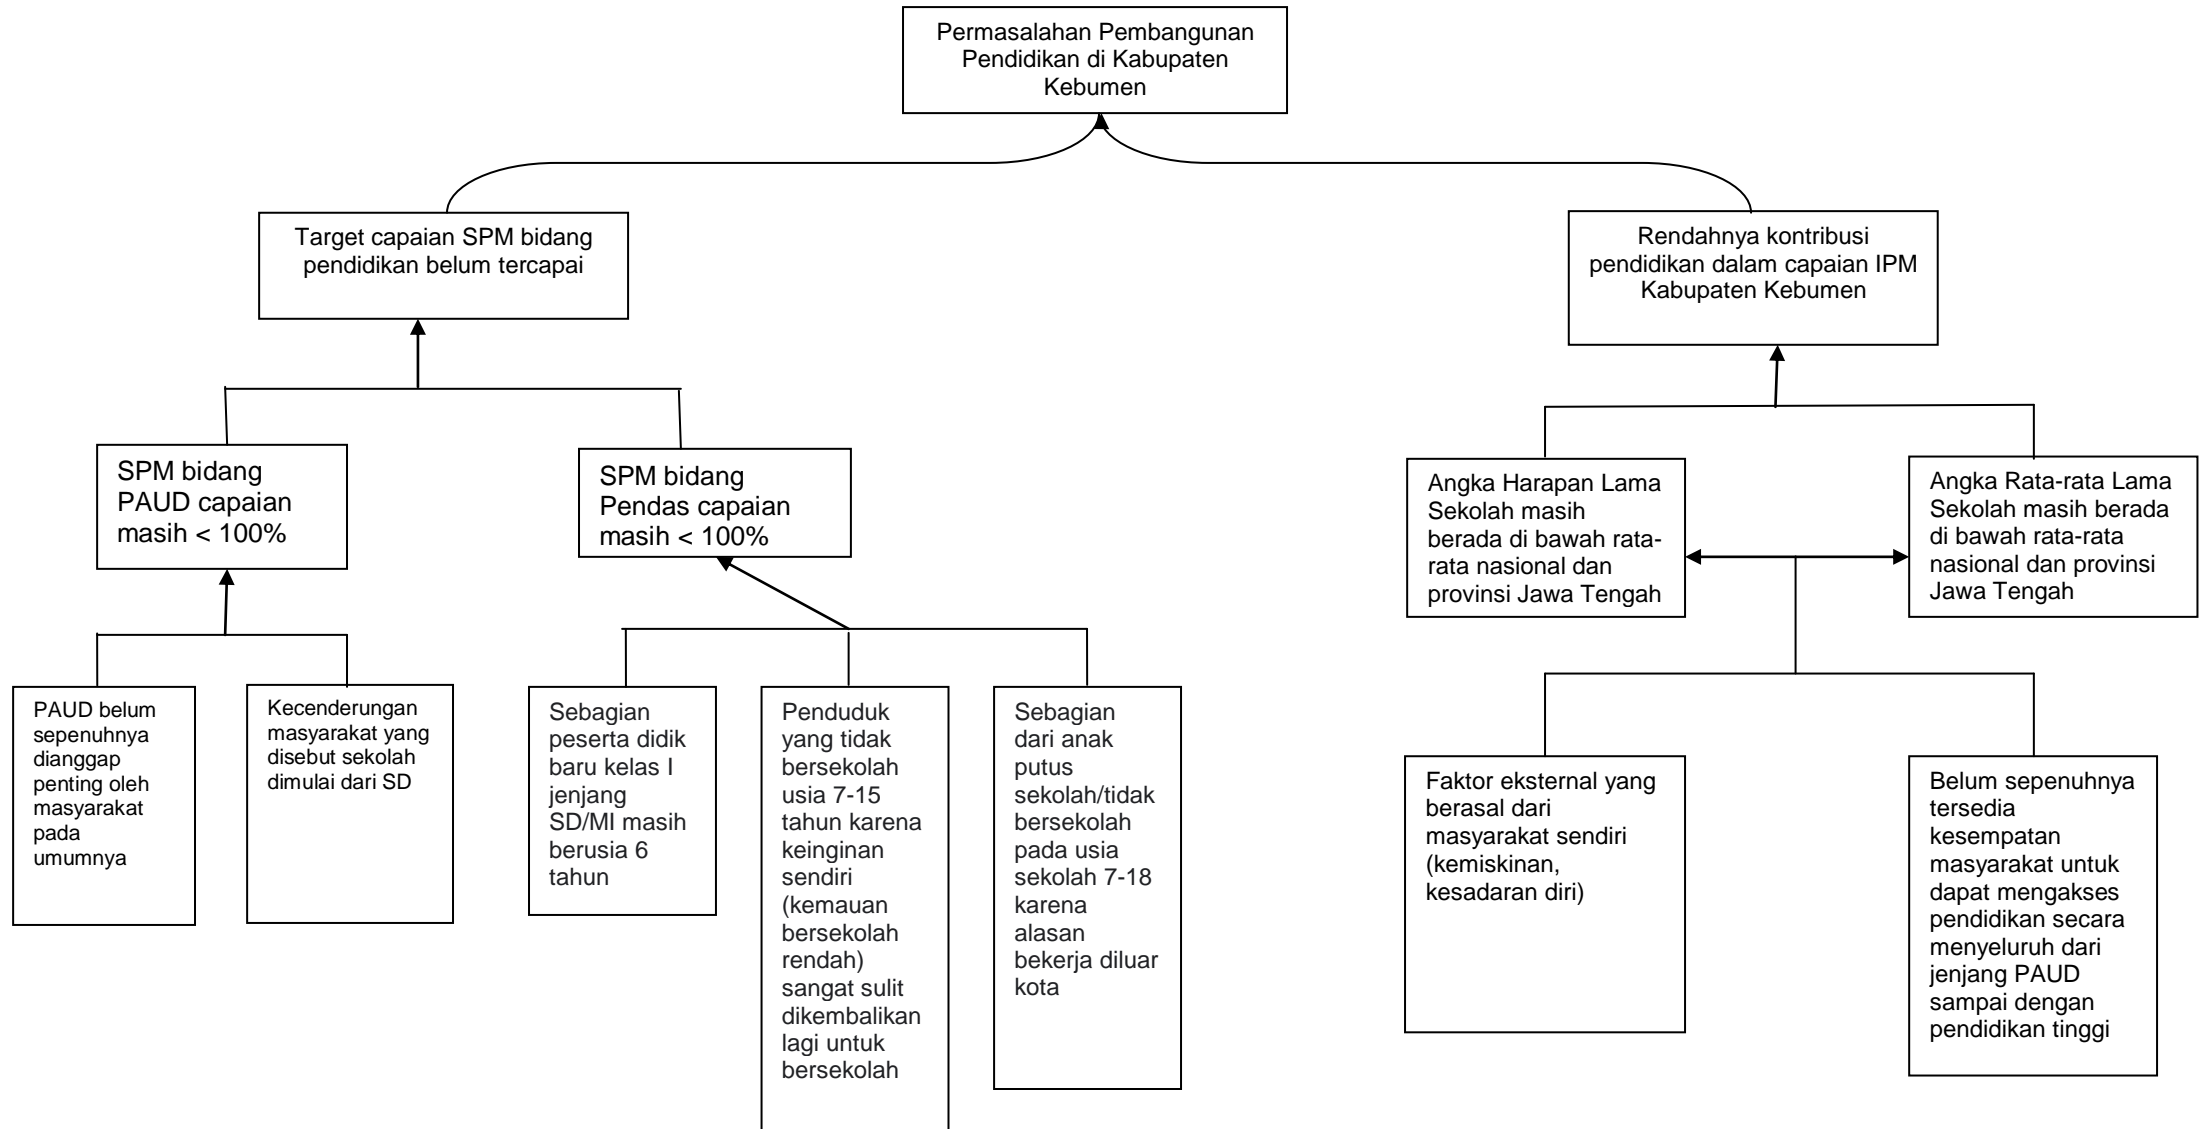 Permasalahan Pembangunan
Pendidikan di Kabupaten
Kebumen
Target capaian SPM bidang
pendidikan belum tercapai
Rendahnya kontribusi
pendidikan dalam capaian IPM
Kabupaten Kebumen
SPM bidang
PAUD capaian
masih < 100%
SPM bidang
Pendas capaian
masih < 100%
Angka Harapan Lama
Sekolah masih
berada di bawah rata-
rata nasional dan
provinsi Jawa Tengah
Angka Rata-rata Lama
Sekolah masih berada
di bawah rata-rata
nasional dan provinsi
Jawa Tengah
PAUD belum
sepenuhnya
dianggap
penting oleh
masyarakat
pada
umumnya
Kecenderungan
masyarakat yang
disebut sekolah
dimulai dari SD
Sebagian
peserta didik
baru kelas I
jenjang
SD/MI masih
berusia 6
tahun
Penduduk
yang tidak
bersekolah
usia 7-15
tahun karena
keinginan
sendiri
(kemauan
bersekolah
rendah)
sangat sulit
dikembalikan
lagi untuk
bersekolah
Sebagian
dari anak
putus
sekolah/tidak
bersekolah
pada usia
sekolah 7-18
karena
alasan
bekerja diluar
kota
Faktor eksternal yang
berasal dari
masyarakat sendiri
(kemiskinan,
kesadaran diri)
Belum sepenuhnya
tersedia
kesempatan
masyarakat untuk
dapat mengakses
pendidikan secara
menyeluruh dari
jenjang PAUD
sampai dengan
pendidikan tinggi